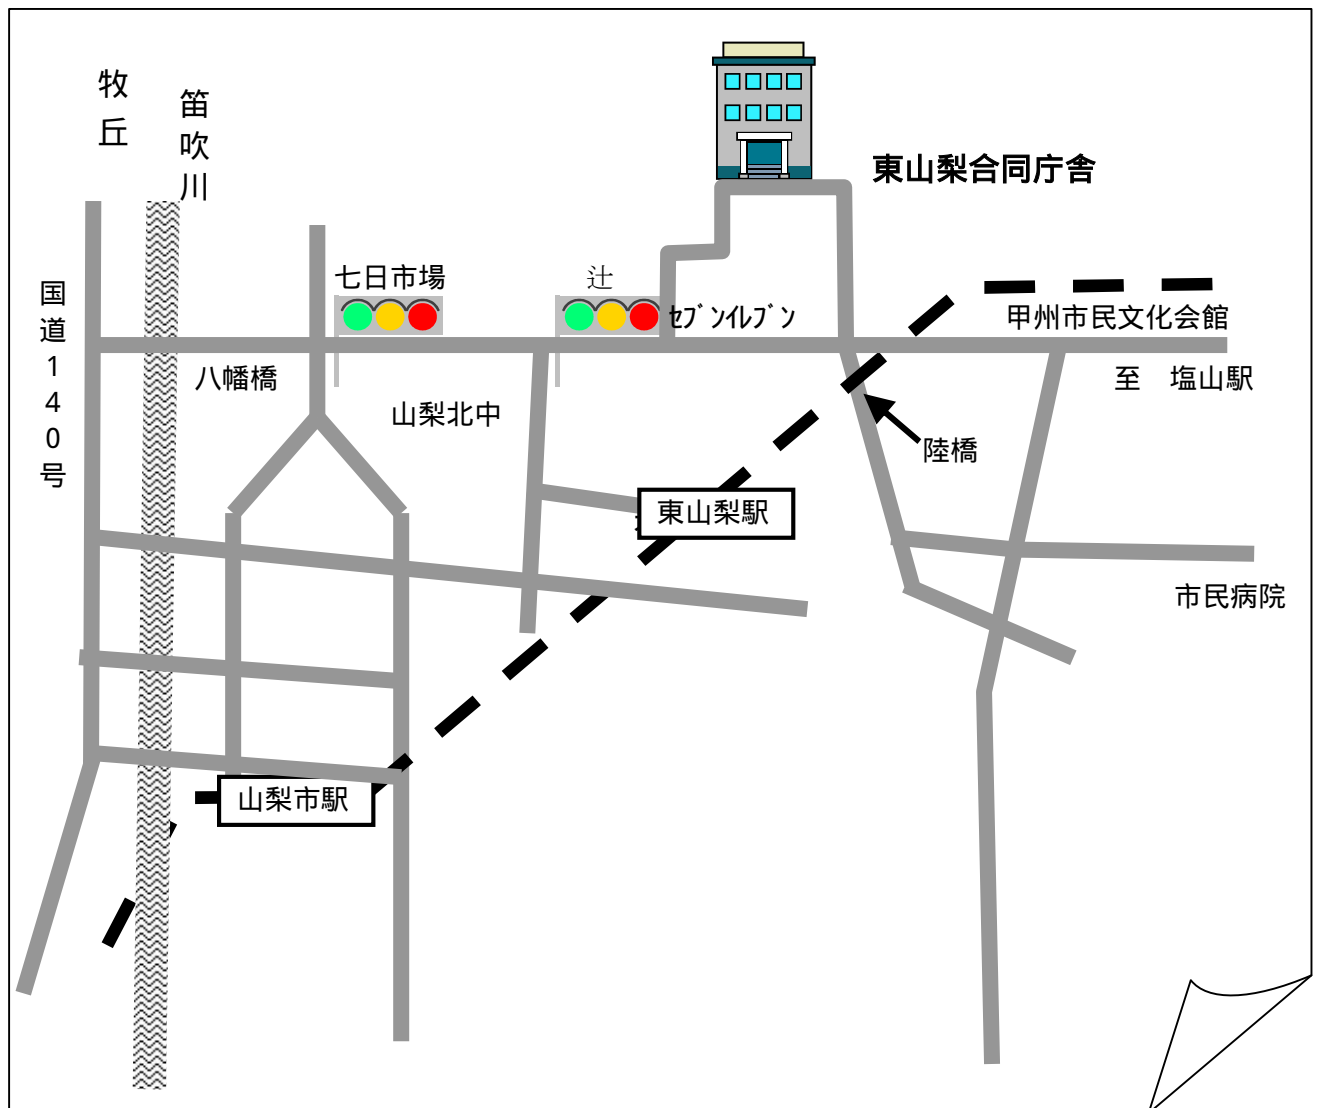 牧丘
笛吹川
東山梨合同庁舎
国道140号
七日市場
辻
ｾﾌﾞﾝｲﾚﾌﾞﾝ
甲州市民文化会館
八幡橋
至　塩山駅
山梨北中
陸橋
東山梨駅
市民病院
山梨市駅